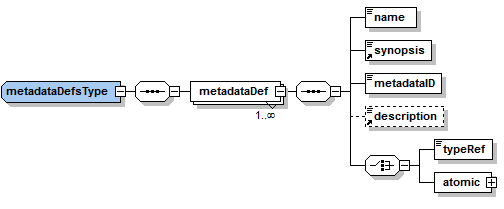 name
synopsis
metadataDefsType
metadataDef
metadataID
1..∞
description
typeRef
atomic